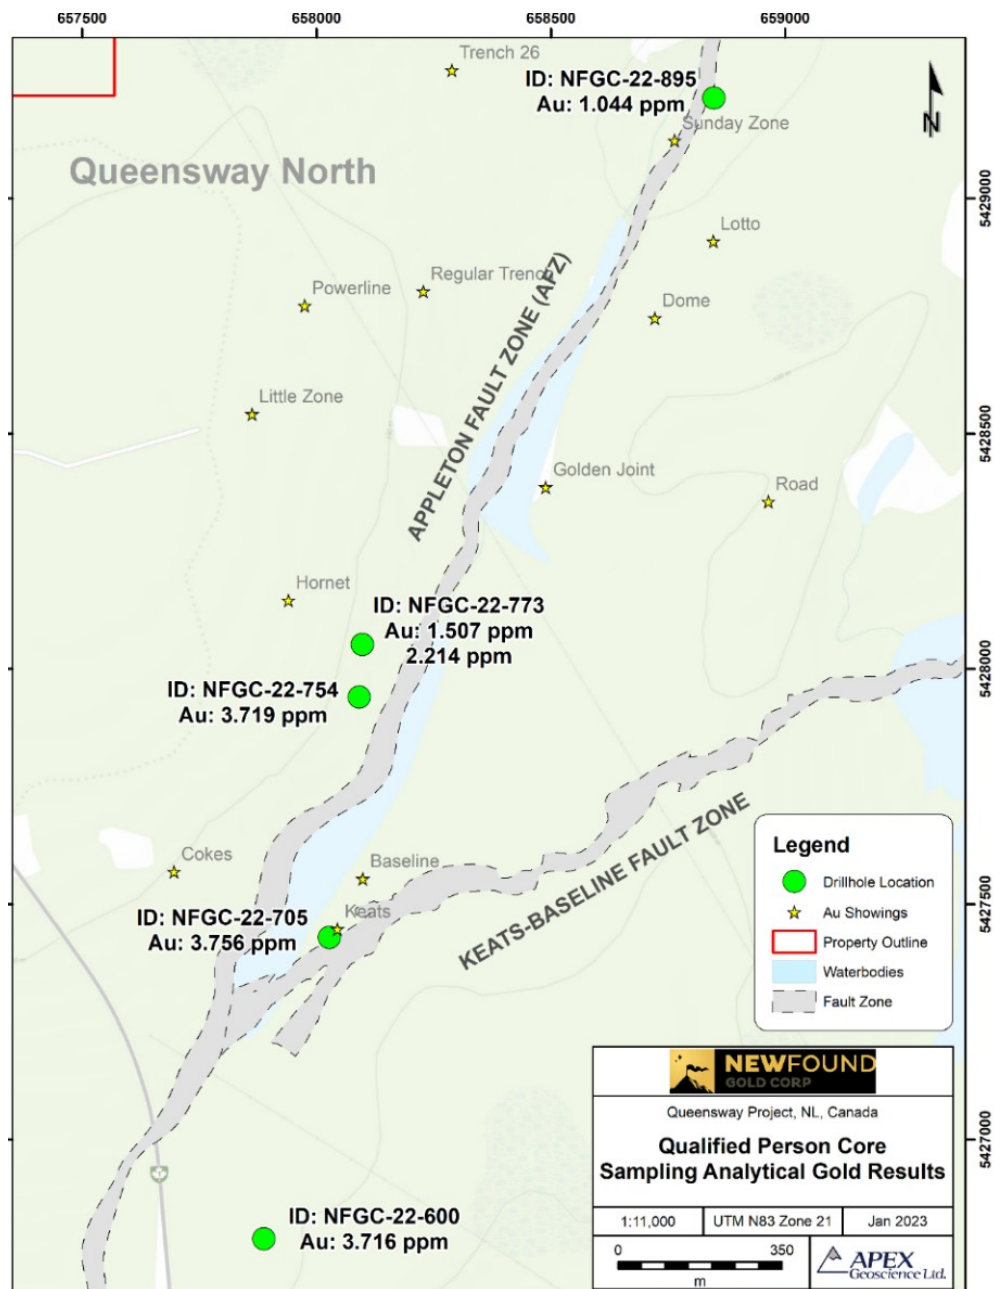 657500 658000 658500 659000
Trench 26
ID: NFGC-22-895
Au: 1.044 ppm
N
Sunday Zone
Queensway North
5429000
Lotto
Regular Trenc
Powerline
Dome
APPLETON FAULT ZONE (AFZ)
Little Zone
5428500
Golden Joint
Road
Hornet
ID: NFGC-22-773
Au: 1.507 ppm
2.214 ppm
5428000
ID: NFGC-22-754
Au: 3.719 ppm
KEATS-BASELINE FAULT ZONE
Cokes
Baseline
Keats
ID: NFGC-22-705
Au: 3.756 ppm
5427500
Legend
Drillhole Location
Au Showings
Property Outline
Waterbodies
Fault Zone
NEWFOUND
GOLD CORP
Queensway Project, NL, Canada
Qualified Person Core
Sampling Analytical Gold Results
5427000
1:11,000 UTM N83 Zone 21 Jan 2023
0 350
m
APEX
Geoscience Ltd.
ID: NFGC-22-600
Au: 3.716 ppm